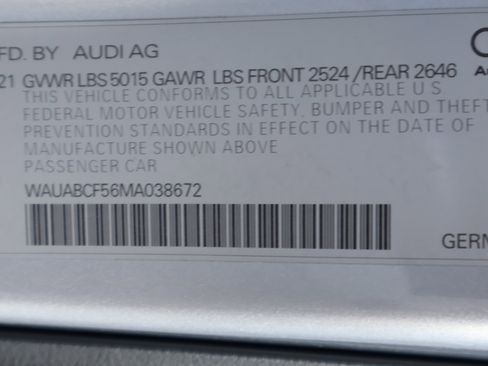 FD. BY AUDI AG
21 GVWR LBS 5015 GAWR LBS FRONT 2524 /REAR 2646
THIS VEHICLE CONFORMS TO ALL APPLICABLE U S
FEDERAL MOTOR VEHICLE SAFETY, BUMPER AND THEFT
PREVENTION STANDARDS IN EFFECT ON THE DATE OF
MANUFACTURE SHOWN ABOVE
PASSENGER CAR
WAUABCF56MA038672
GERN